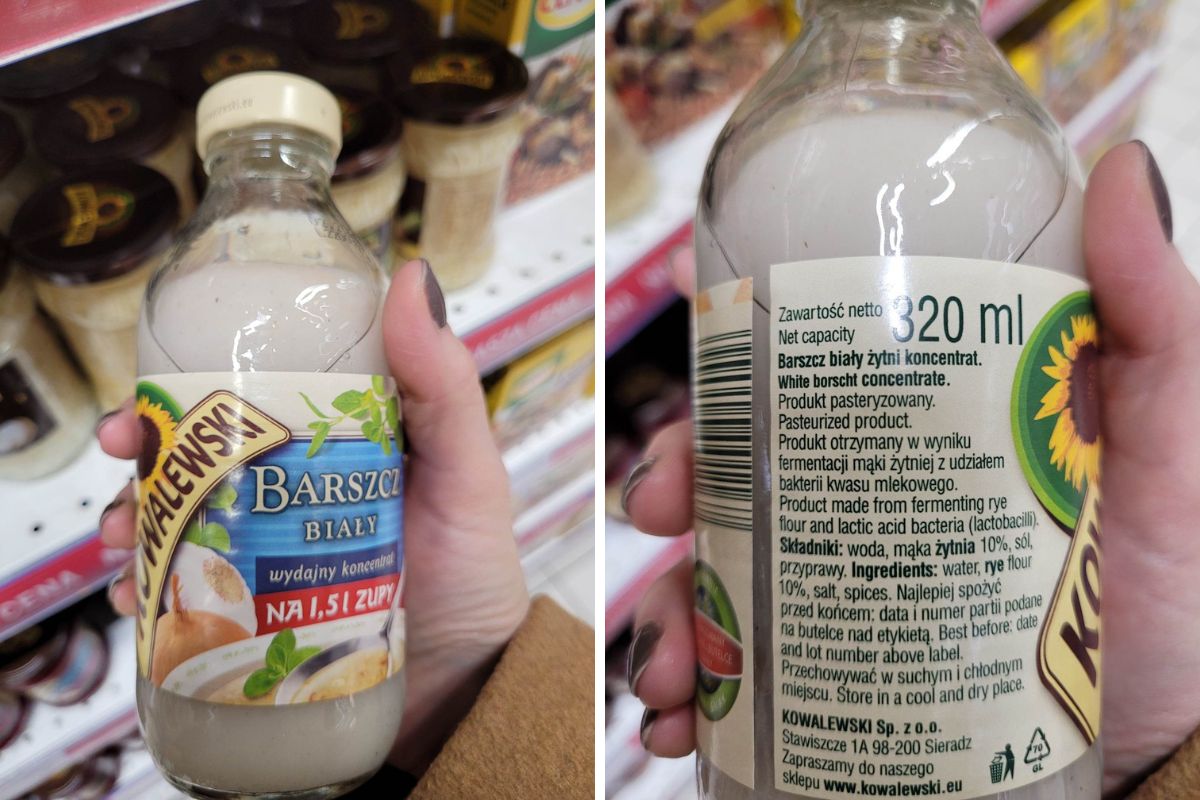 KOWALEWSKI
BARSZCZ
BIAŁY
wydajny koncentrat
NA 1,5 l ZUPY
Zawartość netto 320 ml
Net capacity
Barszcz biały żytni koncentrat.
White borscht concentrate.
Produkt pasteryzowany.
Pasteurized product.
Produkt otrzymany w wyniku
fermentacji mąki żytniej z udziałem
bakterii kwasu mlekowego.
Product made from fermenting rye
flour and lactic acid bacteria (lactobacilli).
Składniki: woda, mąka żytnia 10%, sól,
przyprawy. Ingredients: water, rye flour
10%, salt, spices. Najlepiej spożyć
przed końcem: data i numer partii podane
na butelce nad etykietą. Best before: date
and lot number above label.
Przechowywać w suchym i chłodnym
miejscu. Store in a cool and dry place.
KOWALEWSKI Sp. z o.o.
Stawiszcze 1A 98-200 Sieradz
Zapraszamy do naszego
sklepu www.kowalewski.eu
70
GL
KOW
CENA